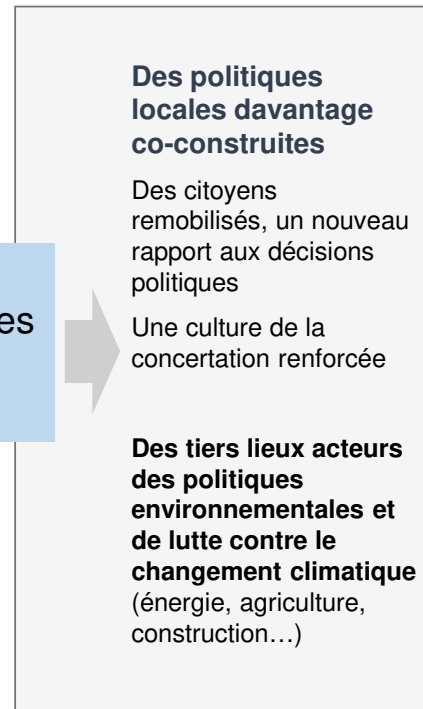 Des politiques
locales davantage
co-construites
Des citoyens
remobilisés, un nouveau
rapport aux décisions
politiques
Une culture de la
concertation renforcée
Des tiers lieux acteurs
des politiques
environnementales et
de lutte contre le
changement climatique
(énergie, agriculture,
construction…)